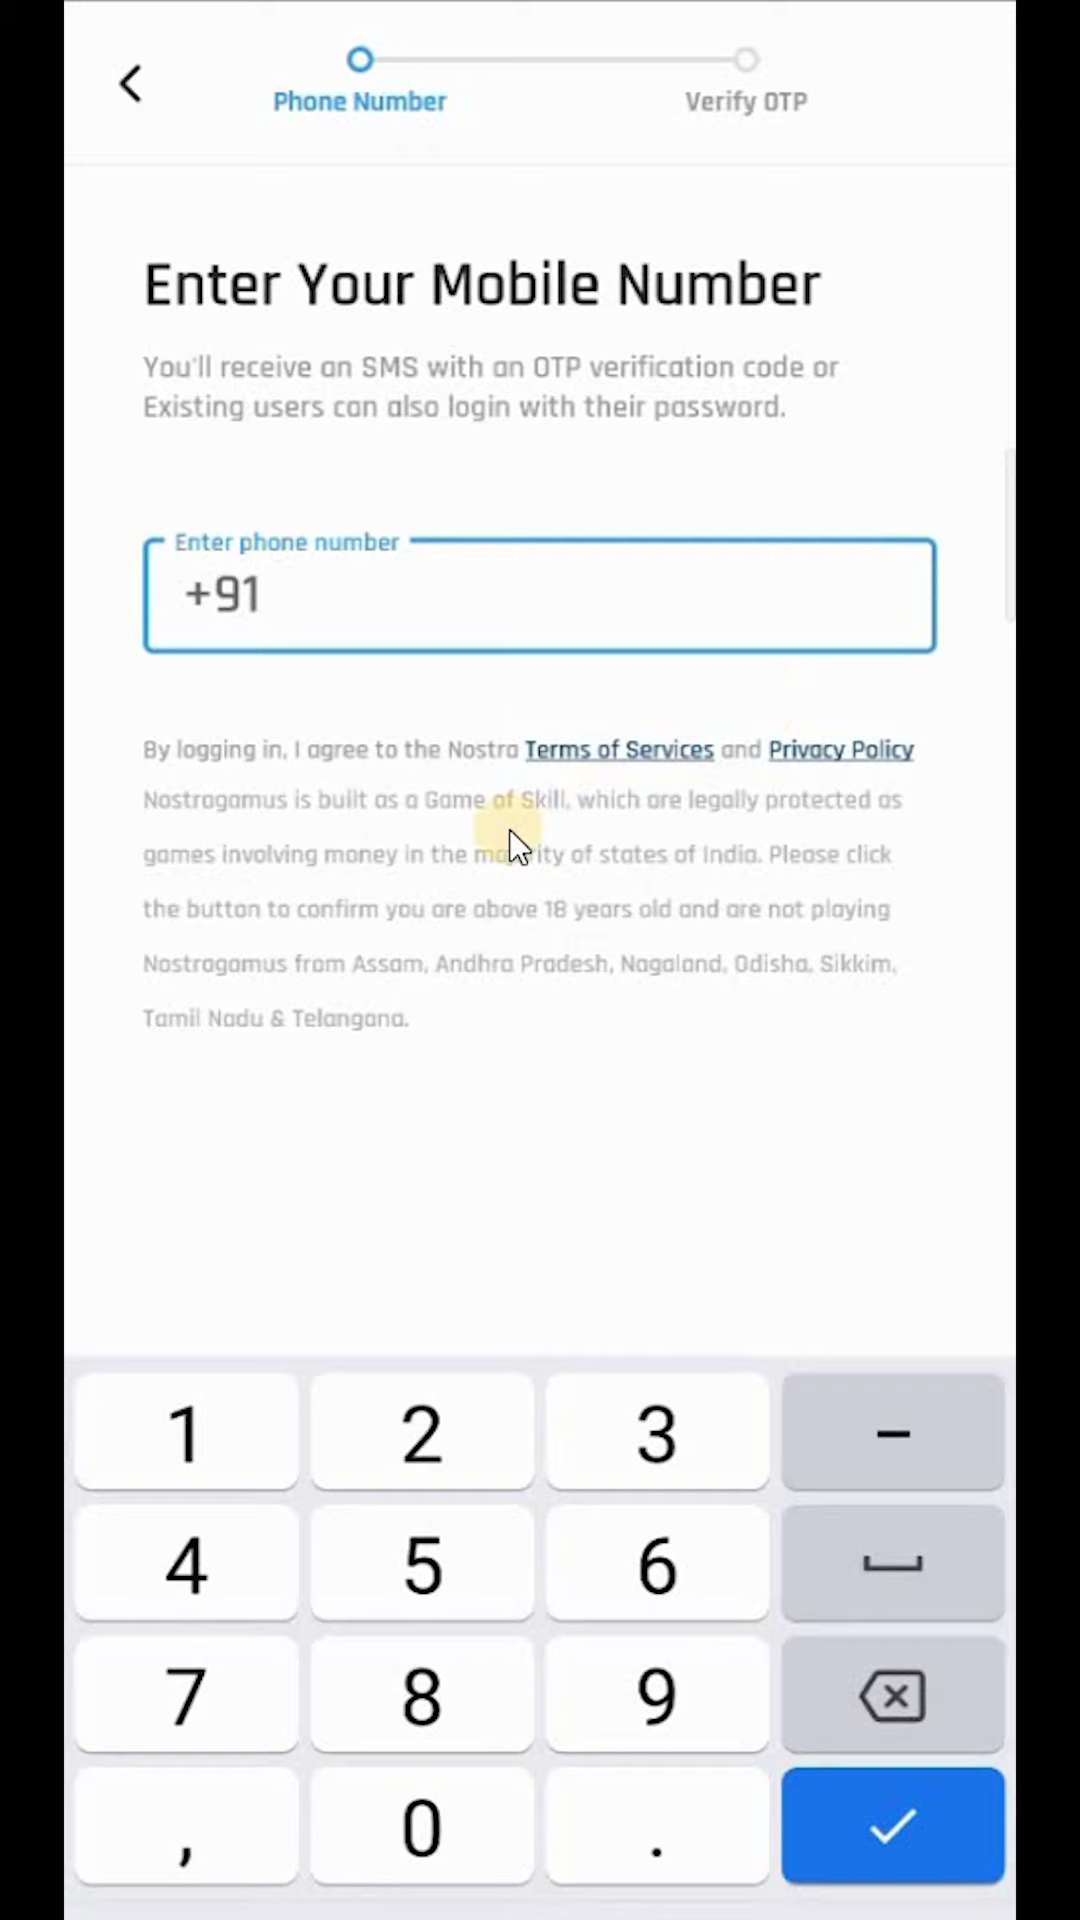 Phone Number
Verify OTP
Enter Your Mobile Number
You'll receive an SMS with an OTP verification code or
Existing users can also login with their password.
Enter phone number
+91
By logging in, I agree to the Nostra Terms of Services and Privacy Policy
Nostragamus is built as a Game of Skill, which are legally protected as
games involving money in the majority of states of India. Please click
the button to confirm you are above 18 years old and are not playing
Nostragamus from Assam, Andhra Pradesh, Nagaland, Odisha, Sikkim,
Tamil Nadu & Telangana.
1 2 3 -
4 5 6
7 8 9
, 0 .